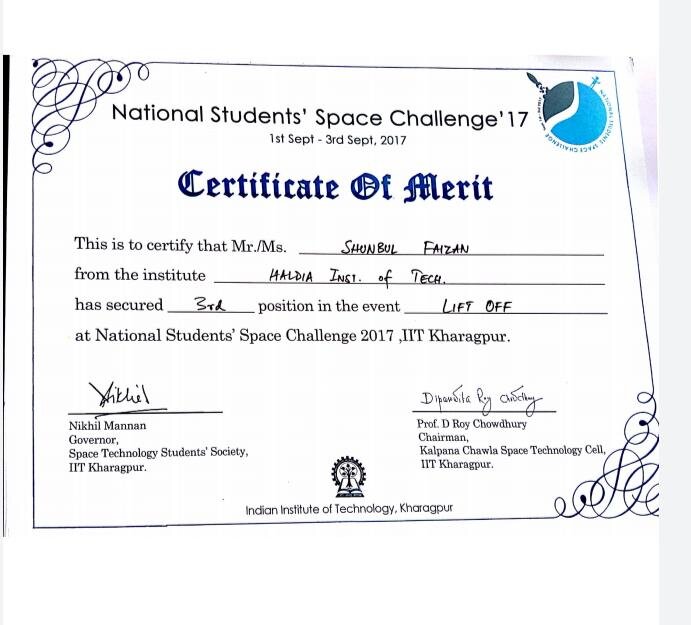 National Students' Space Challenge'17
1st Sept - 3rd Sept, 2017
NATIONAL STUDENTS SPACE CHALLENGE
Certificate Of Merit
This is to certify that Mr./Ms. SHUNBUL FAIZAN
from the institute HALDIA INST. of TECH.
has secured 3rd position in the event LIFT OFF
at National Students' Space Challenge 2017 ,IIT Kharagpur.
Nikhil
Nikhil Mannan
Governor,
Space Technology Students' Society,
IIT Kharagpur.
Dipanwita Roy Chowdhury
Prof. D Roy Chowdhury
Chairman,
Kalpana Chawla Space Technology Cell,
IIT Kharagpur.
Indian Institute of Technology, Kharagpur